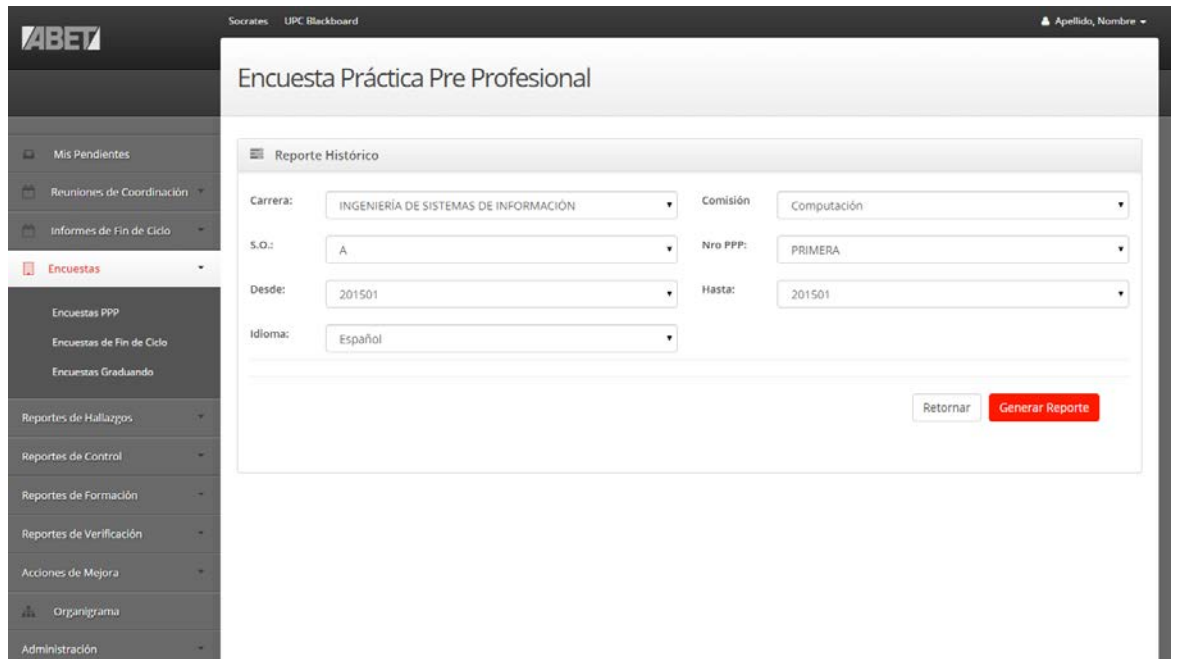 Socrates UPC Blackboard Apellido, Nombre
ABET
Encuesta Práctica Pre Profesional
Mis Pendientes
Reuniones de Coordinación
Informes de Fin de Ciclo
Encuestas
Encuestas PPP
Encuestas de Fin de Ciclo
Encuestas Graduando
Reportes de Hallazgos
Reportes de Control
Reportes de Formación
Reportes de Verificación
Acciones de Mejora
Organigrama
Administración
Reporte Histórico
Carrera: INGENIERÍA DE SISTEMAS DE INFORMACIÓN Comisión Computación
S.O.: A Nro PPP: PRIMERA
Desde: 201501 Hasta: 201501
Idioma: Español
Retornar Generar Reporte